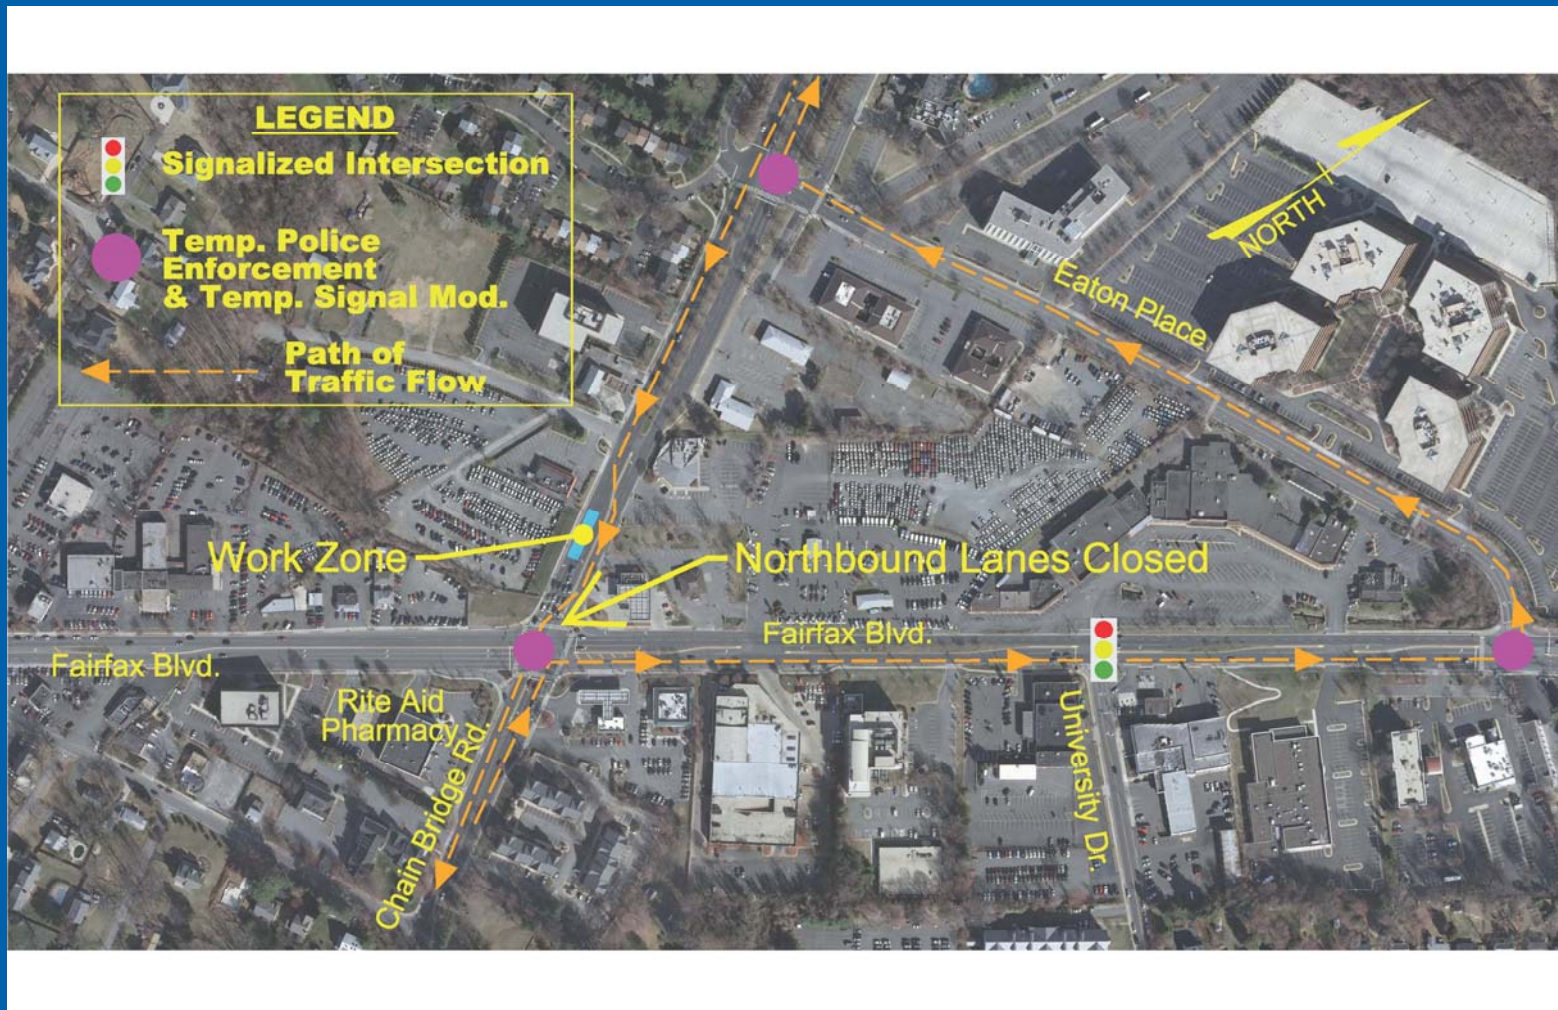 LEGEND
Signalized Intersection
Temp. Police
Enforcement
& Temp. Signal Mod.
Path of
Traffic Flow
NORTH
Eaton Place
Work Zone
Northbound Lanes Closed
Fairfax Blvd.
Fairfax Blvd.
Rite Aid
Pharmacy
Chain Bridge Rd.
University Dr.